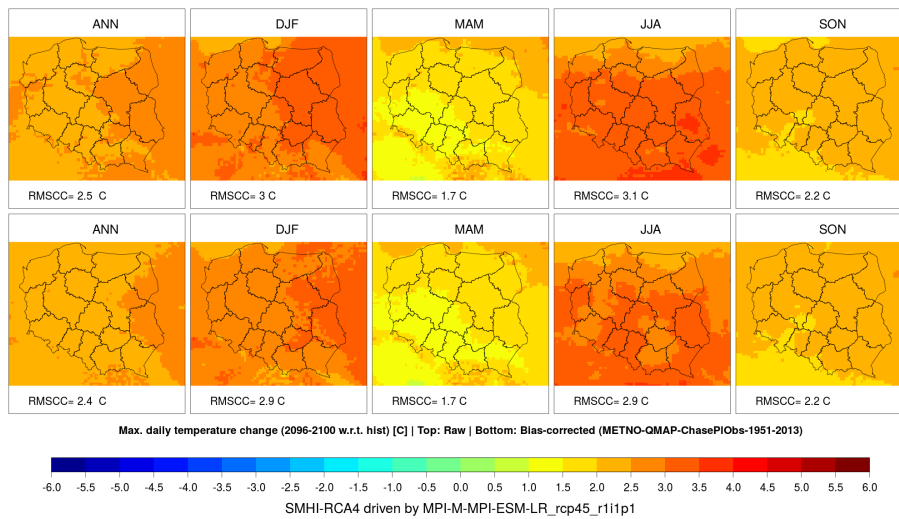 ANN DJF MAM JJA SON
RMSCC= 2.5 C RMSCC= 3 C RMSCC= 1.7 C RMSCC= 3.1 C RMSCC= 2.2 C
ANN DJF MAM JJA SON
RMSCC= 2.4 C RMSCC= 2.9 C RMSCC= 1.7 C RMSCC= 2.9 C RMSCC= 2.2 C
Max. daily temperature change (2096-2100 w.r.t. hist) [C] | Top: Raw | Bottom: Bias-corrected (METNO-QMAP-ChasePlObs-1951-2013)
-6.0 -5.5 -5.0 -4.5 -4.0 -3.5 -3.0 -2.5 -2.0 -1.5 -1.0 -0.5 0.0 0.5 1.0 1.5 2.0 2.5 3.0 3.5 4.0 4.5 5.0 5.5 6.0
SMHI-RCA4 driven by MPI-M-MPI-ESM-LR_rcp45_r1i1p1